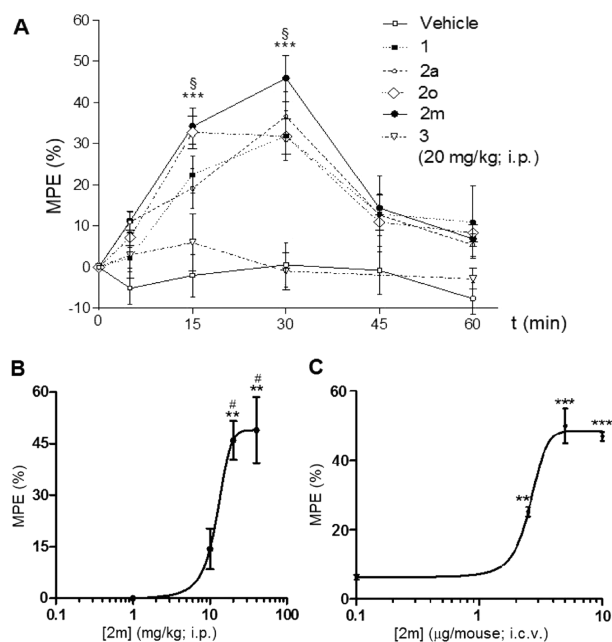 A
60
50
40
30
20
10
0
-10
MPE (%)
§
***
§
***
Vehicle
1
2a
2o
2m
3
(20 mg/kg; i.p.)
0 15 30 45 60 t (min)
B
60
45
30
15
0
MPE (%)
#
**
#
**
0.1 1 10 100
[2m] (mg/kg; i.p.)
C
60
40
20
0
MPE (%)
**
***
***
0.1 1 10
[2m] (µg/mouse; i.c.v.)